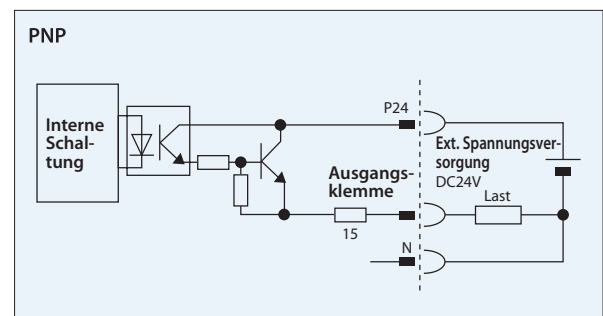 PNP
Interne
Schal-
tung
P24
Ext. Spannungsver-
sorgung
DC24V
Ausgangs-
klemme
Last
15
N